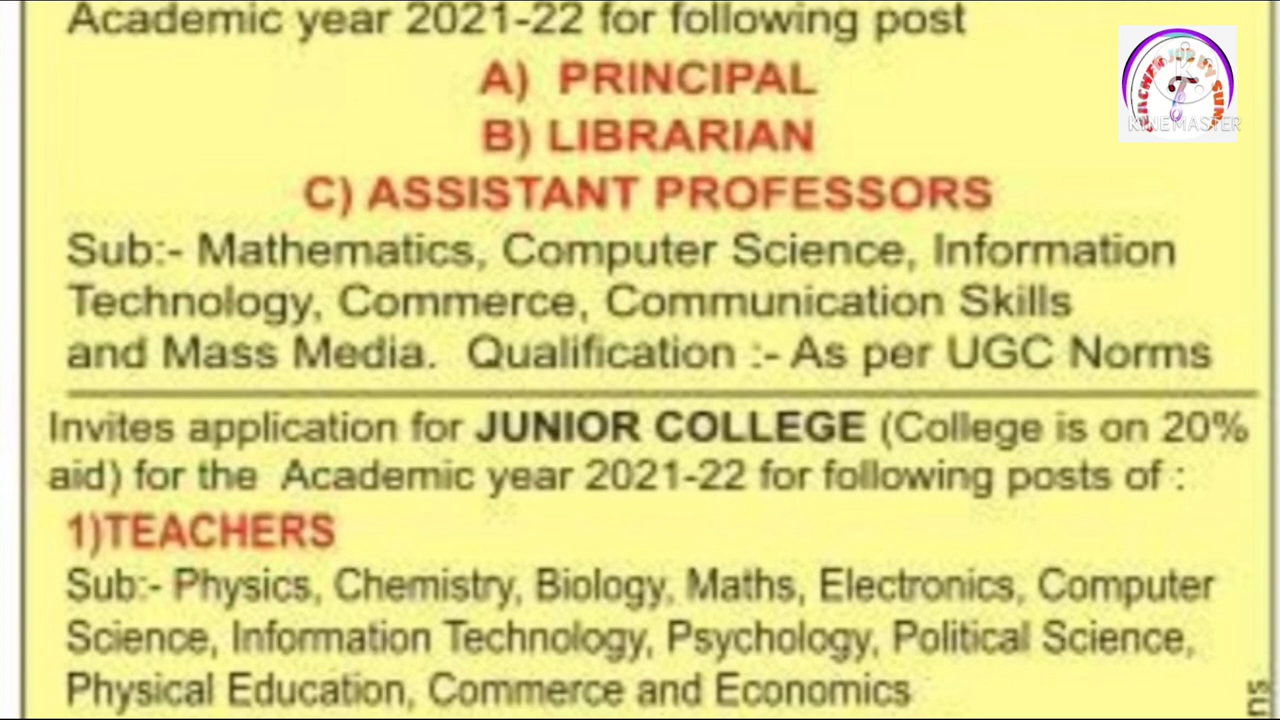 Academic year 2021-22 for following post
A) PRINCIPAL
B) LIBRARIAN
C) ASSISTANT PROFESSORS
Sub:- Mathematics, Computer Science, Information
Technology, Commerce, Communication Skills
and Mass Media. Qualification :- As per UGC Norms
Invites application for JUNIOR COLLEGE (College is on 20%
aid) for the Academic year 2021-22 for following posts of :
1)TEACHERS
Sub:- Physics, Chemistry, Biology, Maths, Electronics, Computer
Science, Information Technology, Psychology, Political Science,
Physical Education, Commerce and Economics
KINEMASTER
ns